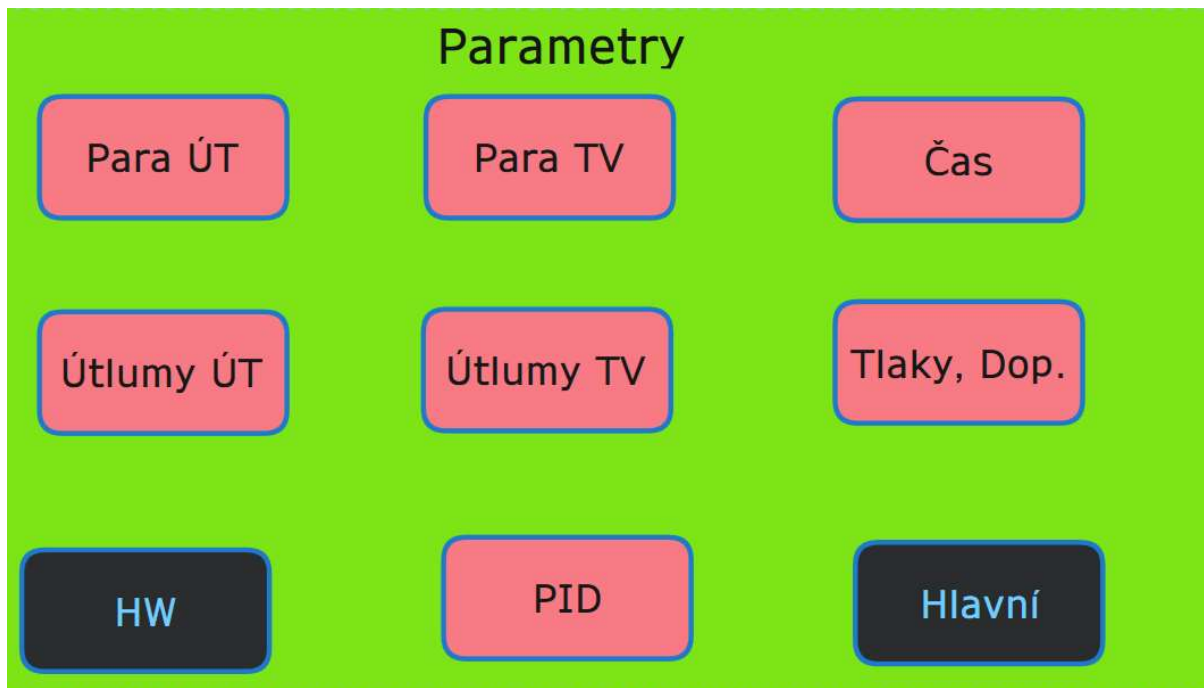 Parametry
Para ÚT
Para TV
Čas
Útlumy ÚT
Útlumy TV
Tlaky, Dop.
HW
PID
Hlavní